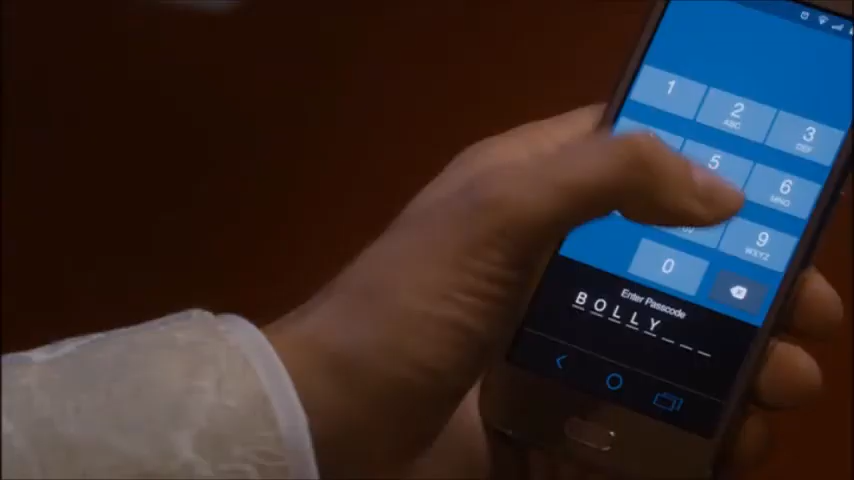 1
2 3
ABC DEF
5 6
MNO
9
WXYZ
0
Enter Passcode
BOLLY